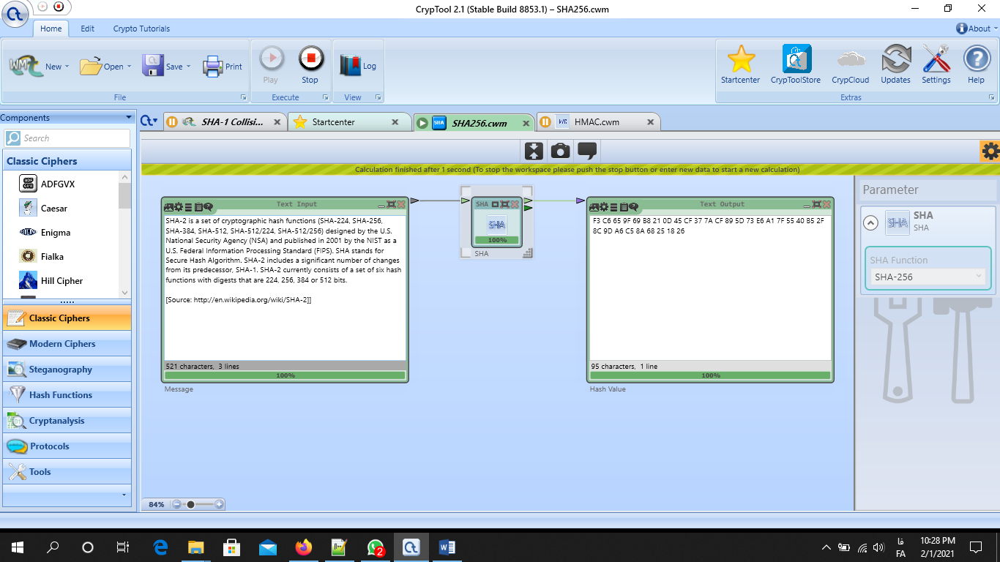 CrypTool 2.1 (Stable Build 8853.1) – SHA256.cwm
Home Edit Crypto Tutorials About
New Open Save Print Play Stop Log Startcenter CrypToolStore CrypCloud Updates Settings Help
File Execute View Extras
Components
Search
Classic Ciphers
ADFGVX
Caesar
Enigma
Fialka
Hill Cipher
Classic Ciphers
Modern Ciphers
Steganography
Hash Functions
Cryptanalysis
Protocols
Tools
SHA-1 Collisi... Startcenter SHA SHA256.cwm HMAC.cwm
Calculation finished after 1 second (To stop the workspace please push the stop button or enter new data to start a new calculation)
Text Input
SHA-2 is a set of cryptographic hash functions (SHA-224, SHA-256,
SHA-384, SHA-512, SHA-512/224, SHA-512/256) designed by the U.S.
National Security Agency (NSA) and published in 2001 by the NIST as a
U.S. Federal Information Processing Standard (FIPS). SHA stands for
Secure Hash Algorithm. SHA-2 includes a significant number of changes
from its predecessor, SHA-1. SHA-2 currently consists of a set of six hash
functions with digests that are 224, 256, 384 or 512 bits.
[Source: http://en.wikipedia.org/wiki/SHA-2]]
521 characters, 3 lines
100%
Message
SHA
SHA
100%
SHA
Text Output
F3 C6 65 9F 69 B8 21 0D 45 CF 37 7A CF 89 5D 73 E6 A1 7F 55 40 85 2F
8C 9D A6 C5 8A 68 25 18 26
95 characters, 1 line
100%
Hash Value
Parameter
SHA
SHA
SHA
SHA Function
SHA-256
84%
2
فا
FA
10:28 PM
2/1/2021